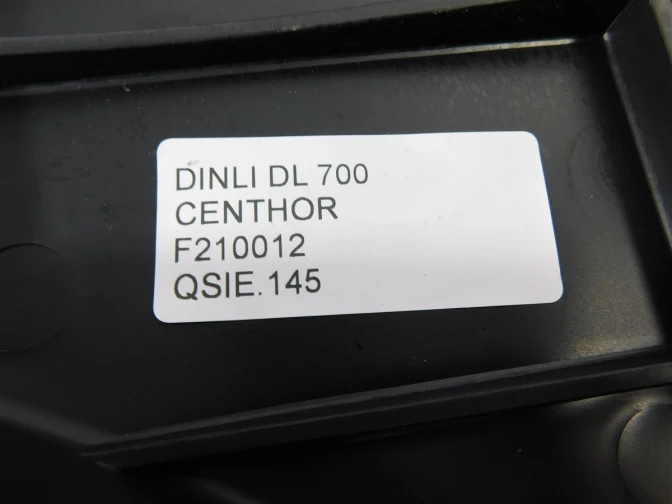 DINLI DL 700
CENTHOR
F210012
QSIE.145